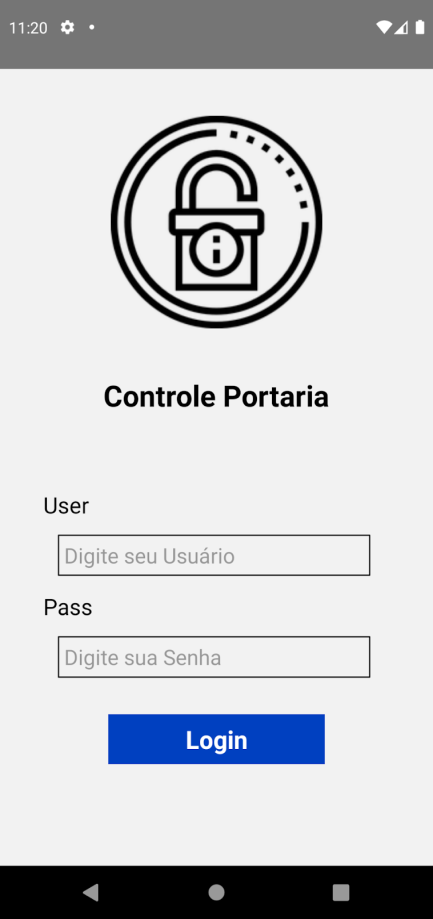 11:20
Controle Portaria
User
Digite seu Usuário
Pass
Digite sua Senha
Login